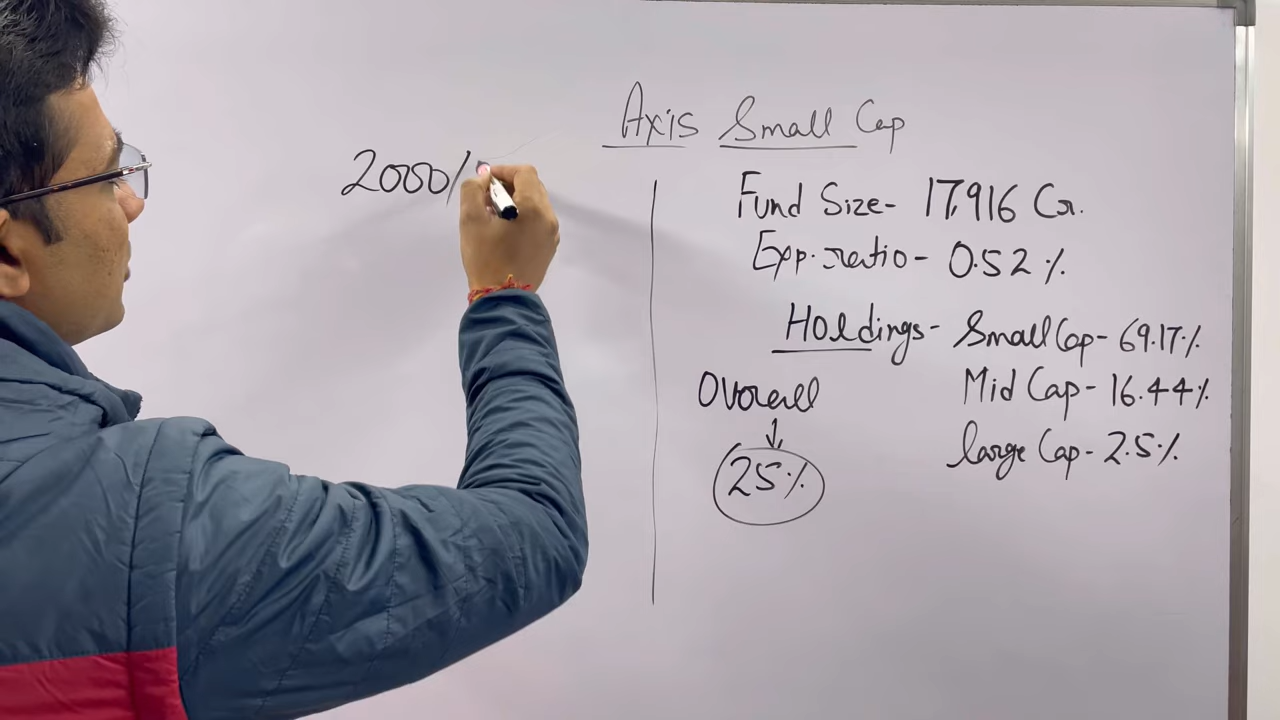 Axis Small Cap
2000/
Fund Size- 17,916 Cr.
Exp. ratio - 0.52 %
Holdings - Small Cap - 69.17 %
Mid Cap - 16.44 %
large Cap - 2.5 %
Overall
↓
25 %